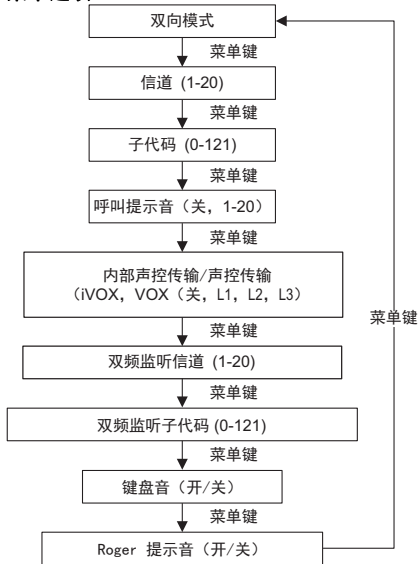 双向模式
菜单键
信道 (1-20)
菜单键
子代码 (0-121)
菜单键
呼叫提示音（关，1-20）
菜单键
内部声控传输/声控传输
（iVOX，VOX（关，L1，L2，L3）
菜单键
菜单键
双频监听信道 (1-20)
菜单键
双频监听子代码 (0-121)
菜单键
键盘音（开/关）
菜单键
Roger 提示音（开/关）